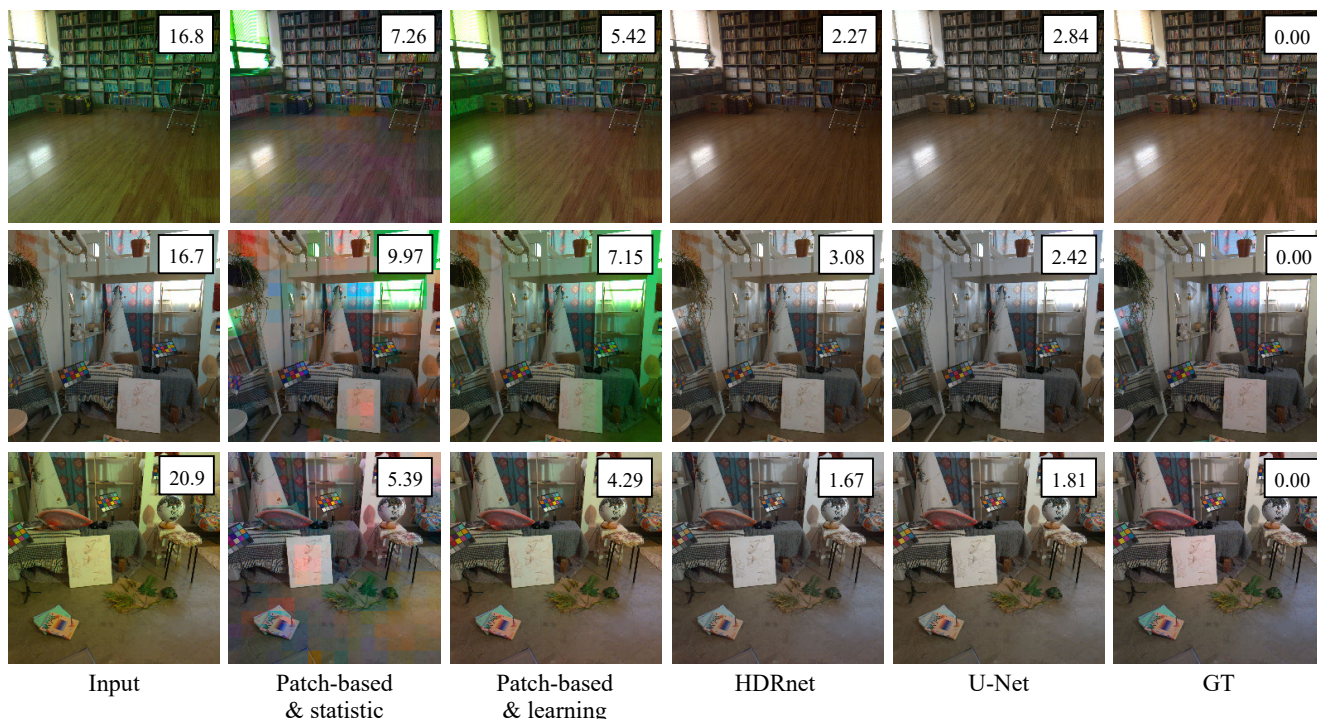 16.8 7.26 5.42 2.27 2.84 0.00
16.7 9.97 7.15 3.08 2.42 0.00
20.9 5.39 4.29 1.67 1.81 0.00
Input Patch-based Patch-based HDRnet U-Net GT
& statistic & learning